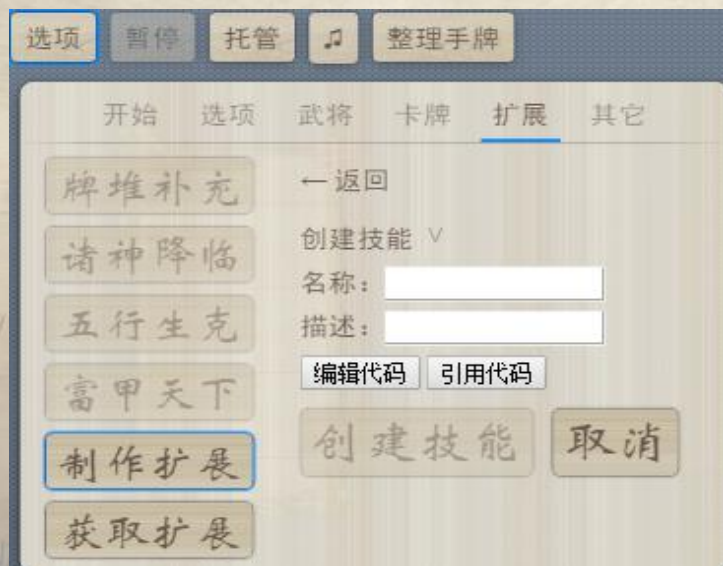 选项 暂停 托管 ♫ 整理手牌
开始 选项 武将 卡牌 扩展 其它
牌堆补充
诸神降临
五行生克
富甲天下
制作扩展
获取扩展
←返回
创建技能 ∨
名称：
描述：
编辑代码 引用代码
创建技能 取消